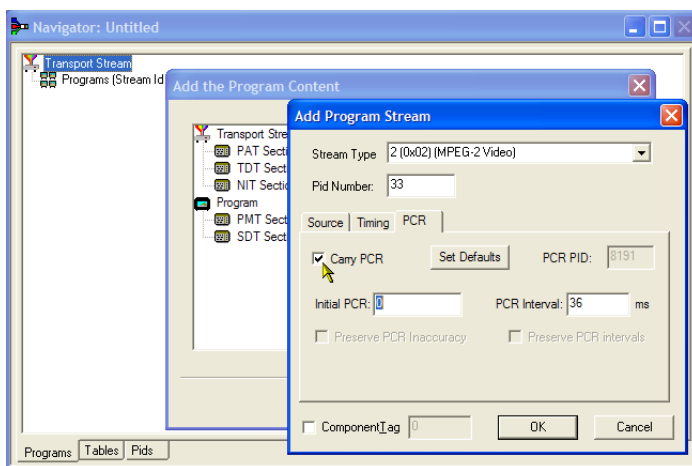 Navigator: Untitled
Transport Stream
Programs (Stream Id
Add the Program Content
Transport Stre
PAT Secti
TDT Sect
NIT Sectio
Program
PMT Sect
SDT Sect
Add Program Stream
Stream Type 2 (0x02) (MPEG-2 Video)
Pid Number: 33
Source Timing PCR
Carry PCR Set Defaults PCR PID: 8191
Initial PCR: 0 PCR Interval: 36 ms
Preserve PCR Inaccuracy Preserve PCR intervals
ComponentTag 0 OK Cancel
Programs Tables Pids